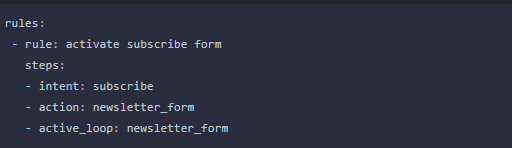 rules:
- rule: activate subscribe form
steps:
- intent: subscribe
- action: newsletter_form
- active_loop: newsletter_form